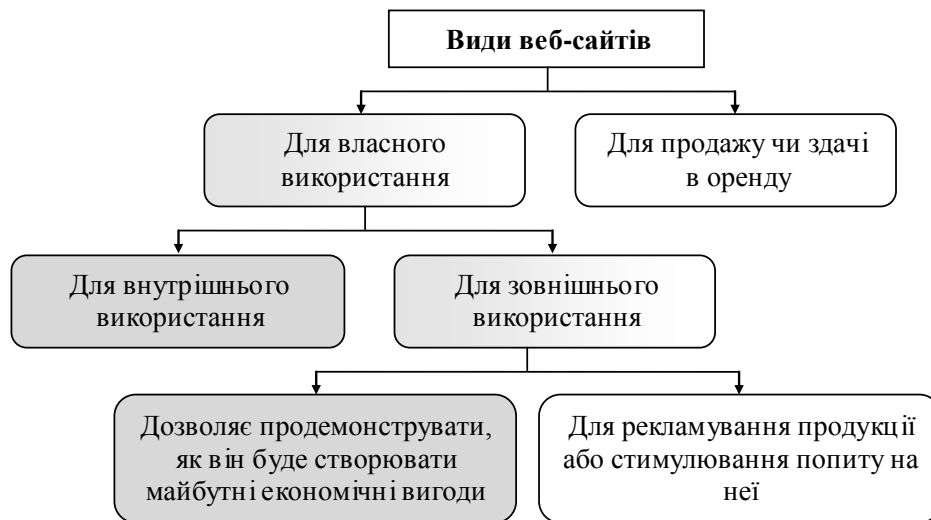 Види веб-сайтів
Для власного
використання
Для продажу чи здачі
в оренду
Для внутрішнього
використання
Для зовнішнього
використання
Дозволяє продемонструвати,
як він буде створювати
майбутні економічні вигоди
Для рекламування продукції
або стимулювання попиту на
неї